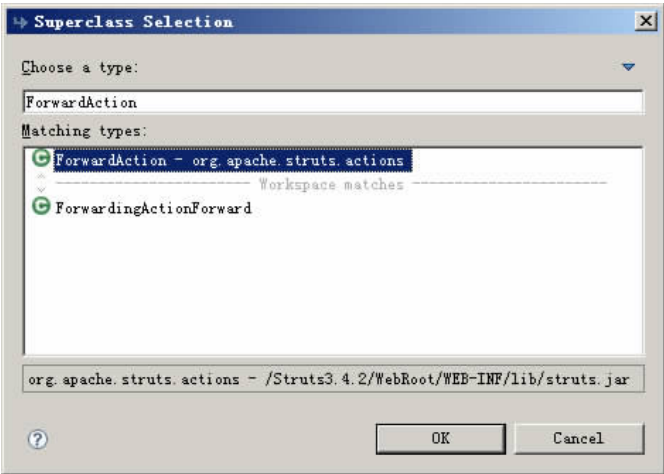 Superclass Selection
Choose a type:
ForwardAction
Matching types:
ForwardAction - org.apache.struts.actions
Workspace matches
ForwardingActionForward
org.apache.struts.actions - /Struts3.4.2/WebRoot/WEB-INF/lib/struts.jar
OK Cancel